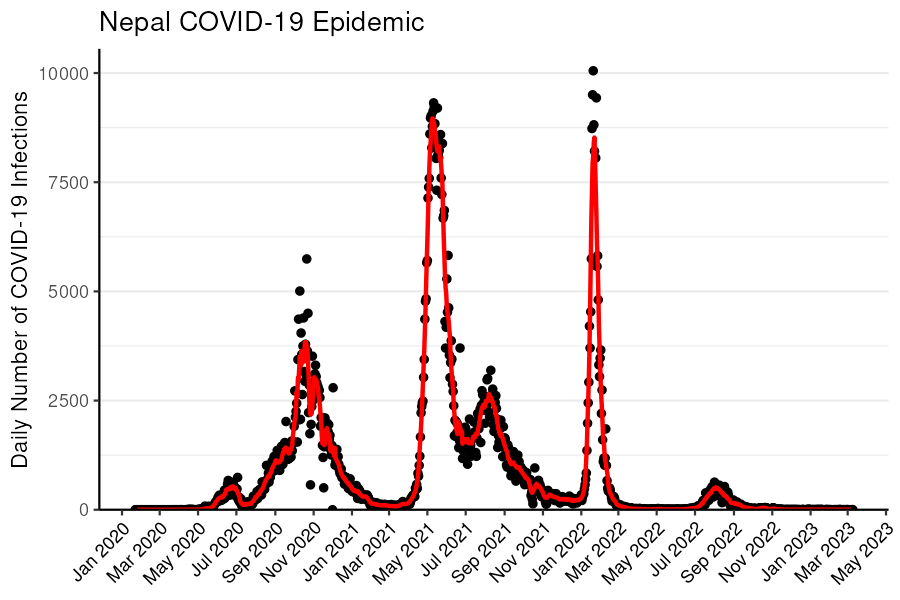 Nepal COVID-19 Epidemic
Daily Number of COVID-19 Infections
10000
7500
5000
2500
0
Jan 2020
Mar 2020
May 2020
Jul 2020
Sep 2020
Nov 2020
Jan 2021
Mar 2021
May 2021
Jul 2021
Sep 2021
Nov 2021
Jan 2022
Mar 2022
May 2022
Jul 2022
Sep 2022
Nov 2022
Jan 2023
Mar 2023
May 2023